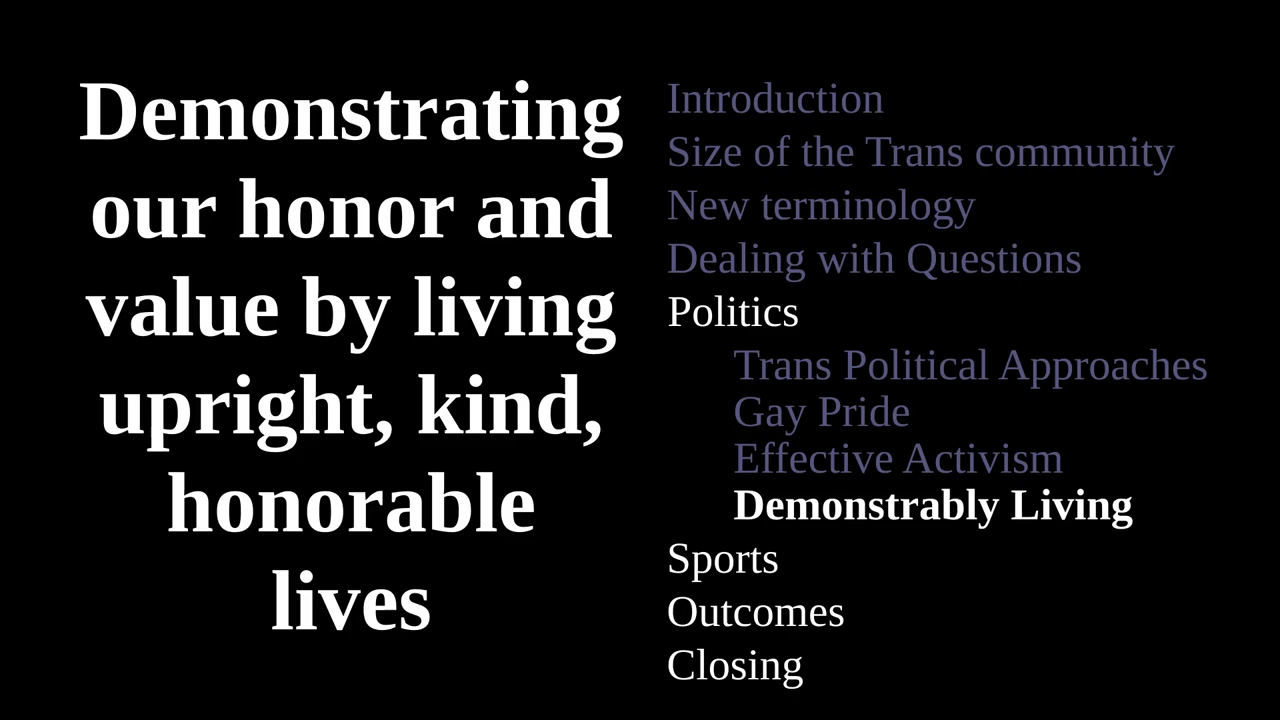 Demonstrating
our honor and
value by living
upright, kind,
honorable
lives
Introduction
Size of the Trans community
New terminology
Dealing with Questions
Politics
Trans Political Approaches
Gay Pride
Effective Activism
Demonstrably Living
Sports
Outcomes
Closing